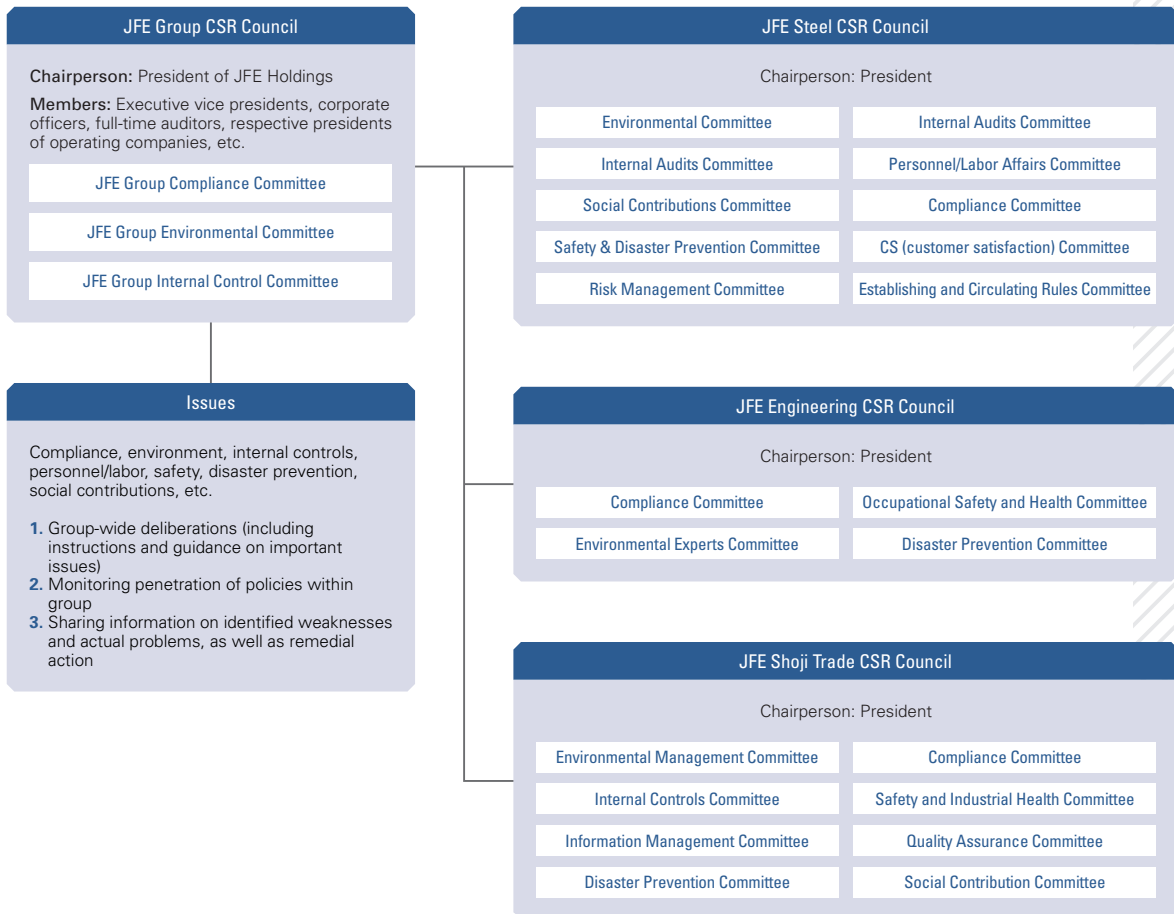 JFE Group CSR Council
Chairperson: President of JFE Holdings
Members: Executive vice presidents, corporate
officers, full-time auditors, respective presidents
of operating companies, etc.
JFE Group Compliance Committee
JFE Group Environmental Committee
JFE Group Internal Control Committee
Issues
Compliance, environment, internal controls,
personnel/labor, safety, disaster prevention,
social contributions, etc.
1. Group-wide deliberations (including
instructions and guidance on important
issues)
2. Monitoring penetration of policies within
group
3. Sharing information on identified weaknesses
and actual problems, as well as remedial
action
JFE Steel CSR Council
Chairperson: President
Environmental Committee
Internal Audits Committee
Internal Audits Committee
Personnel/Labor Affairs Committee
Social Contributions Committee
Compliance Committee
Safety & Disaster Prevention Committee
CS (customer satisfaction) Committee
Risk Management Committee
Establishing and Circulating Rules Committee
JFE Engineering CSR Council
Chairperson: President
Compliance Committee
Occupational Safety and Health Committee
Environmental Experts Committee
Disaster Prevention Committee
JFE Shoji Trade CSR Council
Chairperson: President
Environmental Management Committee
Compliance Committee
Internal Controls Committee
Safety and Industrial Health Committee
Information Management Committee
Quality Assurance Committee
Disaster Prevention Committee
Social Contribution Committee